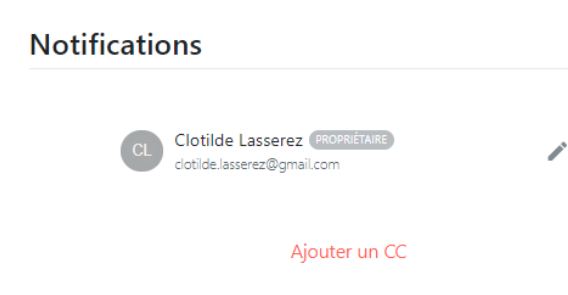 Notifications
CL
Clotilde Lasserez PROPRIÉTAIRE
clotilde.lasserez@gmail.com
Ajouter un CC